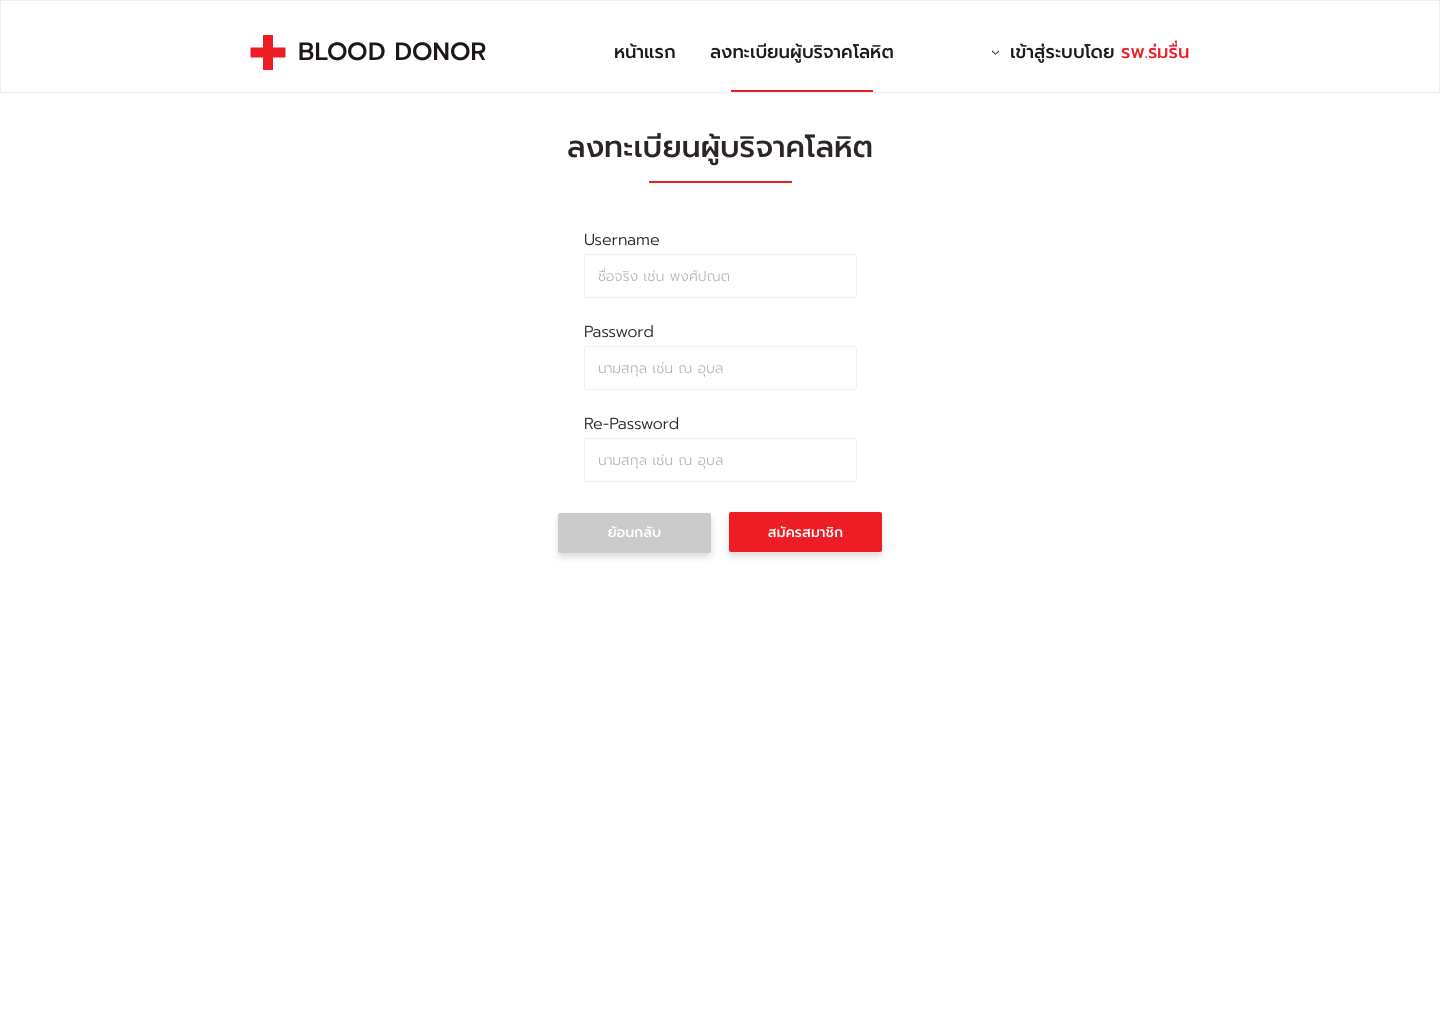 BLOOD DONOR
หน้าแรก
ลงทะเบียนผู้บริจาคโลหิต
เข้าสู่ระบบโดย รพ.ร่มรื่น
ลงทะเบียนผู้บริจาคโลหิต
Username
ชื่อจริง เช่น พงศ์ปณต
Password
นามสกุล เช่น ณ อุบล
Re-Password
นามสกุล เช่น ณ อุบล
ย้อนกลับ
สมัครสมาชิก